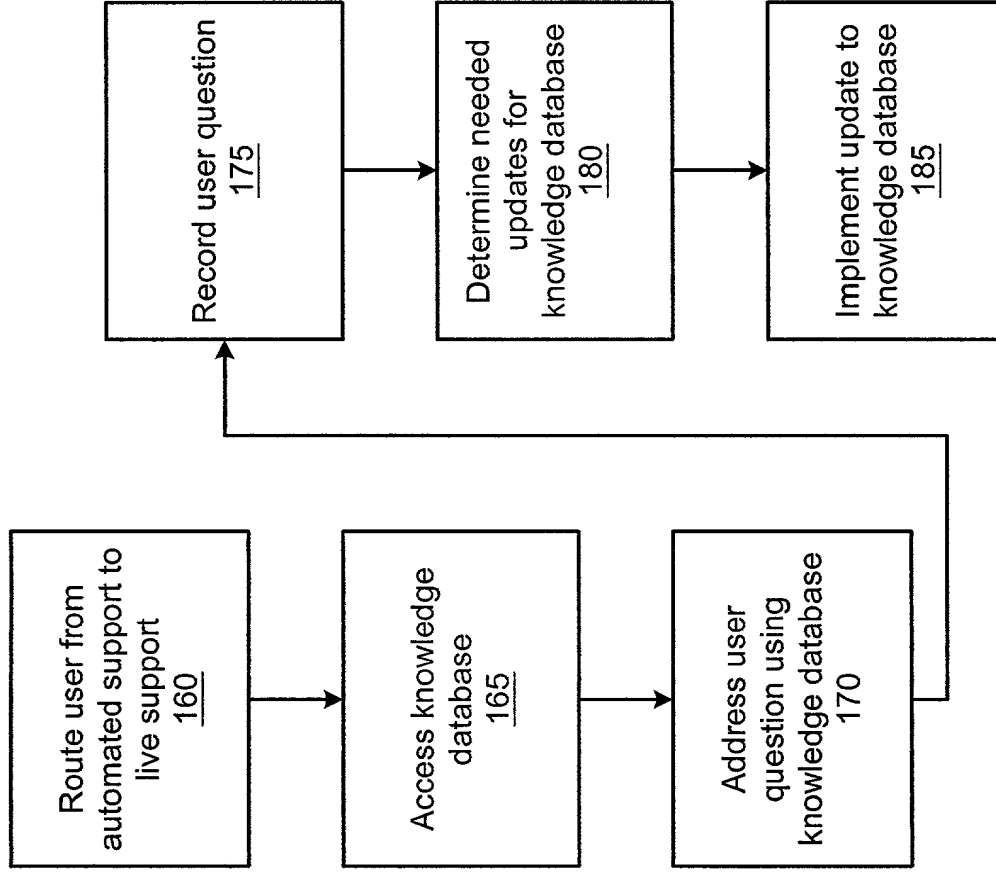 Route user from
automated support to
live support
160
Access knowledge
database
165
Address user
question using
knowledge database
170
Record user question
175
Determine needed
updates for
knowledge database
180
Implement update to
knowledge database
185